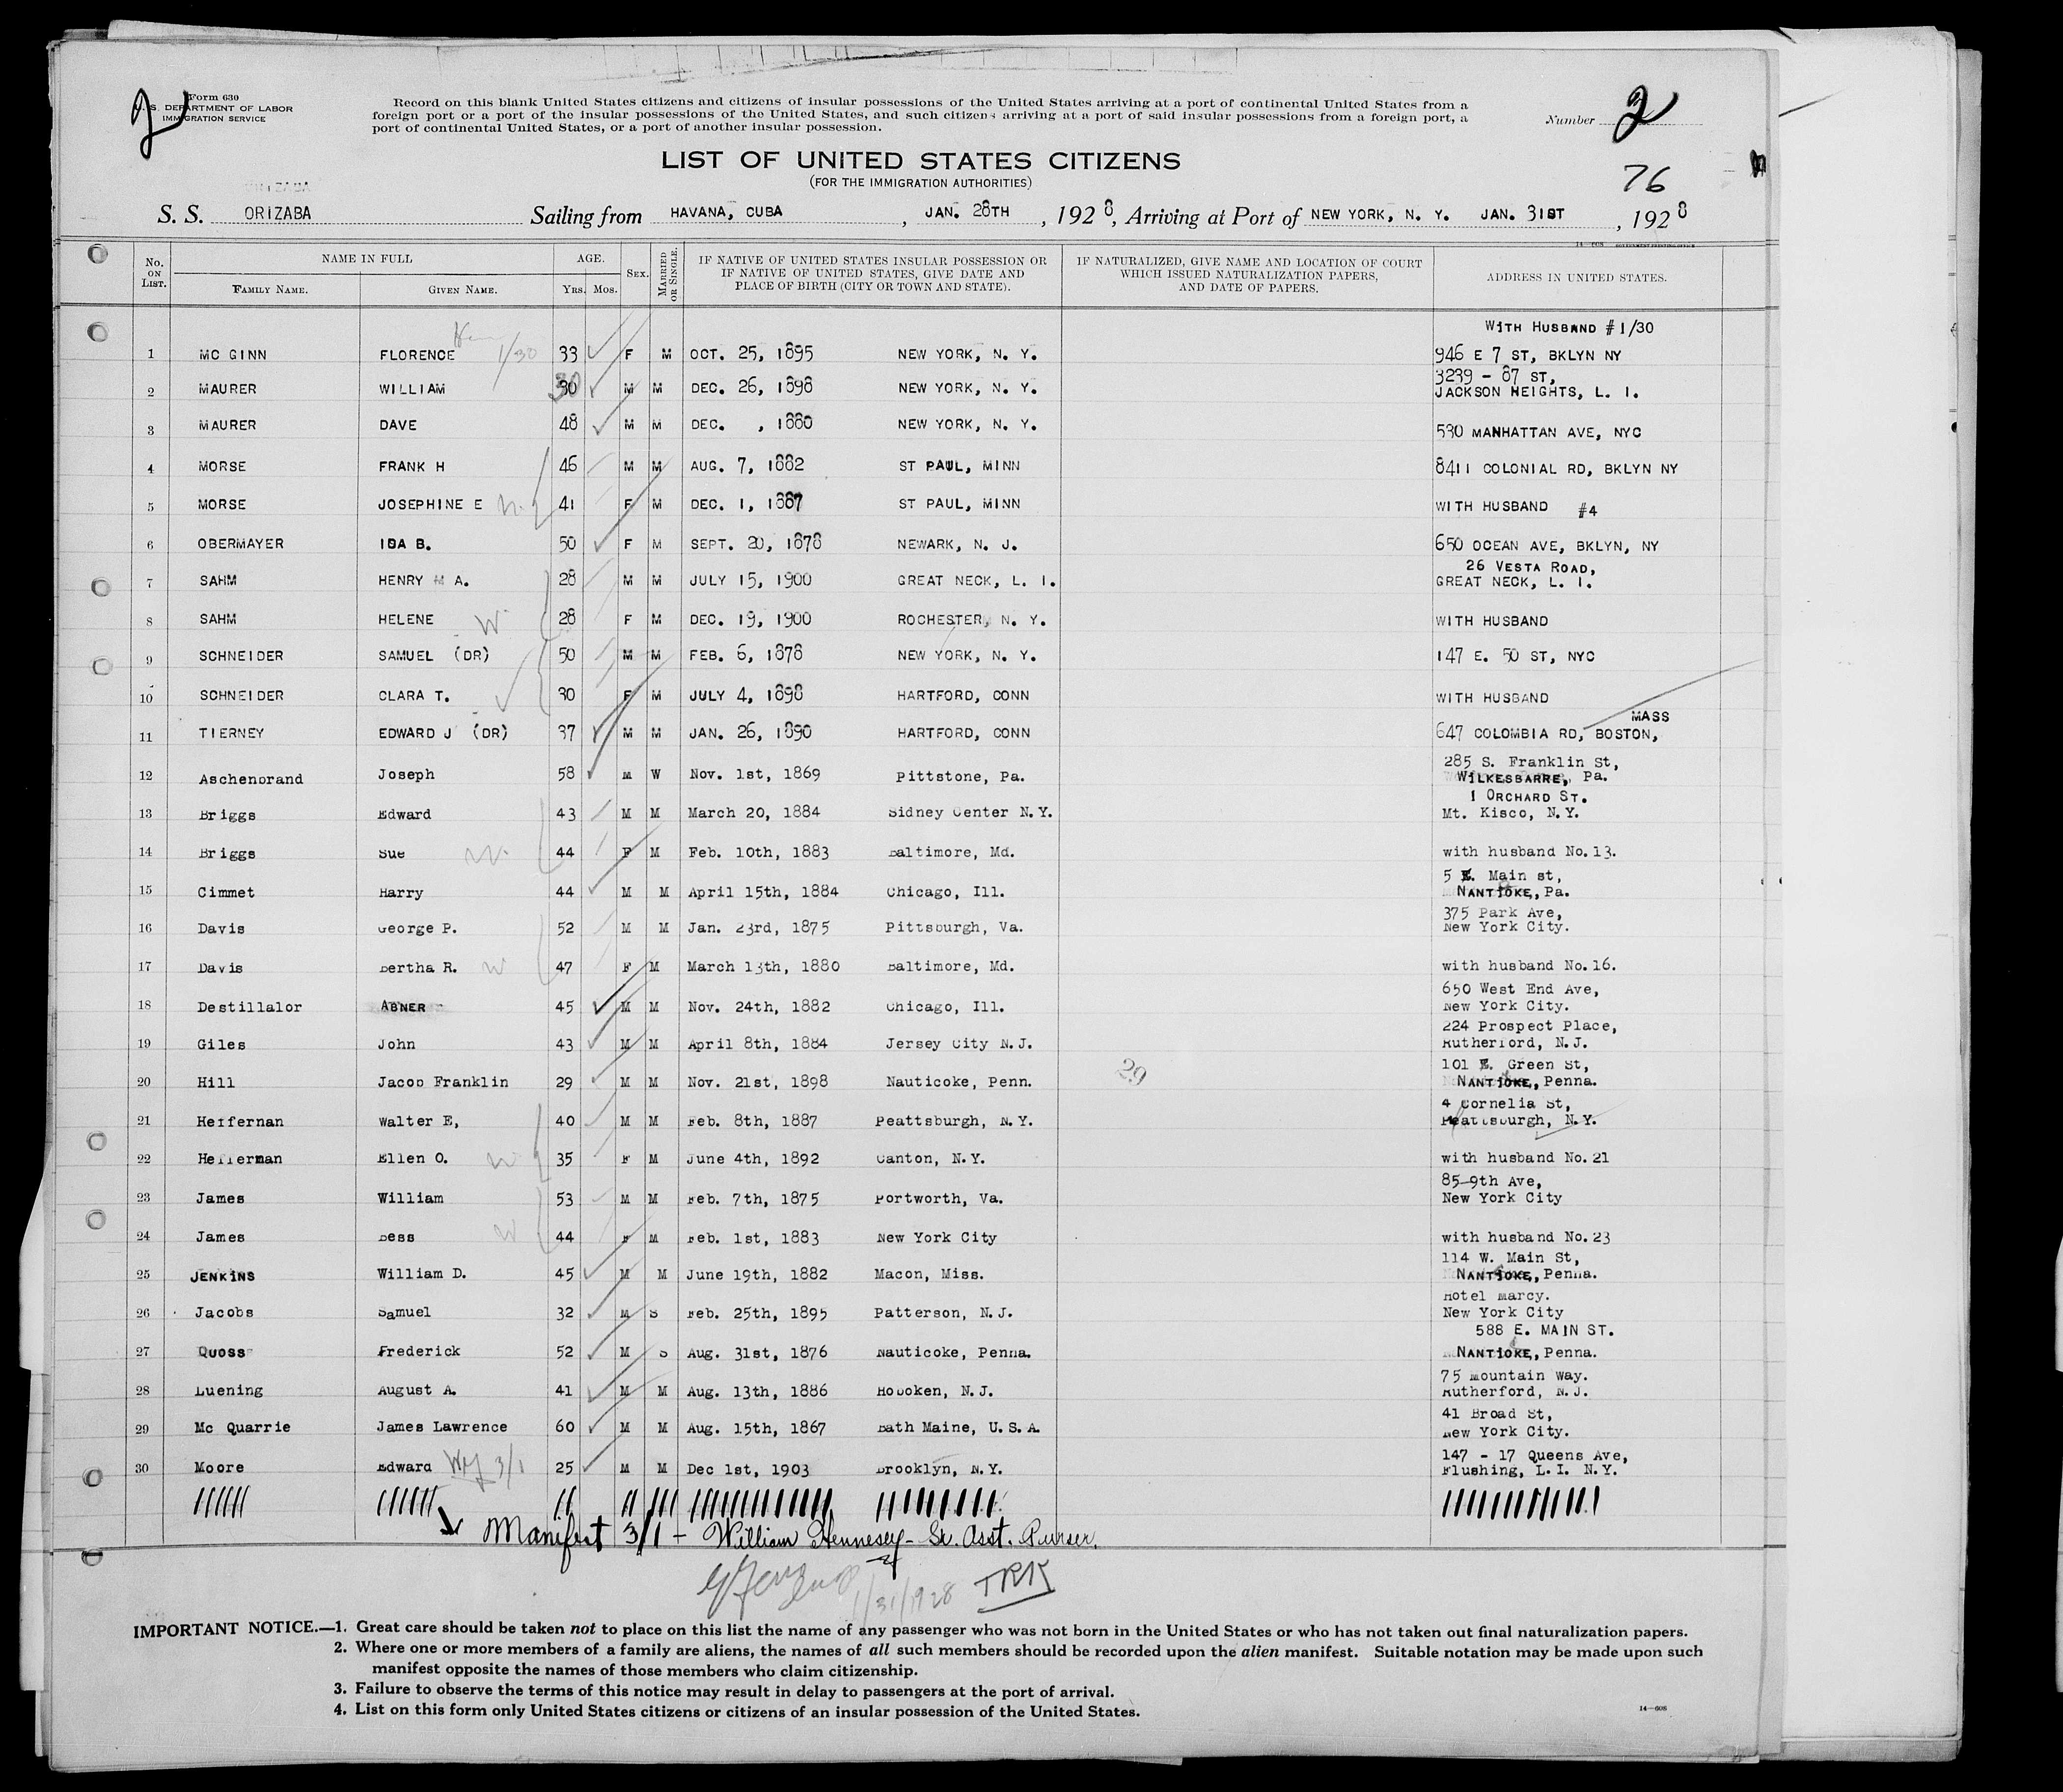 Form 630
U. S. DEPARTMENT OF LABOR
IMMIGRATION SERVICE
2
Record on this blank United States citizens and citizens of insular possessions of the United States arriving at a port of continental United States from a
foreign port or a port of the insular possessions of the United States, and such citizens arriving at a port of said insular possessions from a foreign port, a
port of continental United States, or a port of another insular possession.
Number 2
76
LIST OF UNITED STATES CITIZENS
(FOR THE IMMIGRATION AUTHORITIES)
S. S. ORIZABA Sailing from HAVANA, CUBA, JAN. 28TH, 1928, Arriving at Port of NEW YORK, N. Y. JAN. 31ST, 1928
14—608 GOVERNMENT PRINTING OFFICE
No. ON LIST. NAME IN FULL FAMILY NAME. GIVEN NAME. AGE. YRS. MOS. SEX. MARRIED OR SINGLE. IF NATIVE OF UNITED STATES INSULAR POSSESSION OR IF NATIVE OF UNITED STATES, GIVE DATE AND PLACE OF BIRTH (CITY OR TOWN AND STATE). IF NATURALIZED, GIVE NAME AND LOCATION OF COURT WHICH ISSUED NATURALIZATION PAPERS, AND DATE OF PAPERS. ADDRESS IN UNITED STATES.
WITH HUSBAND #1/30
1 MC GINN FLORENCE 1/30 33 F M OCT. 25, 1895 NEW YORK, N. Y. 946 E 7 ST, BKLYN NY
3239 - 87 ST,
2 MAURER WILLIAM 30 M M DEC. 26, 1898 NEW YORK, N. Y. JACKSON HEIGHTS, L. I.
3 MAURER DAVE 48 M M DEC. , 1880 NEW YORK, N. Y. 530 MANHATTAN AVE, NYC
4 MORSE FRANK H 46 M M AUG. 7, 1882 ST PAUL, MINN 8411 COLONIAL RD, BKLYN NY
5 MORSE JOSEPHINE E 41 F M DEC. 1, 1887 ST PAUL, MINN WITH HUSBAND #4
6 OBERMAYER IDA B. 50 F M SEPT. 20, 1878 NEWARK, N. J. 650 OCEAN AVE, BKLYN, NY
26 VESTA ROAD,
7 SAHM HENRY M A. 28 M M JULY 15, 1900 GREAT NECK, L. I. GREAT NECK, L. I.
8 SAHM HELENE W 28 F M DEC. 19, 1900 ROCHESTER, N. Y. WITH HUSBAND
9 SCHNEIDER SAMUEL (DR) 50 M M FEB. 6, 1878 NEW YORK, N. Y. 147 E. 50 ST, NYC
10 SCHNEIDER CLARA T. 30 F M JULY 4, 1898 HARTFORD, CONN WITH HUSBAND
MASS
11 TIERNEY EDWARD J (DR) 37 M M JAN. 26, 1890 HARTFORD, CONN 647 COLOMBIA RD, BOSTON,
285 S. Franklin St,
12 Aschenbrand Joseph 58 M W Nov. 1st, 1869 Pittstone, Pa. WILKESBARRE, Pa.
1 ORCHARD ST.
13 Briggs Edward 43 M M March 20, 1884 Sidney Center N.Y. Mt. Kisco, N.Y.
14 Briggs Sue W 44 F M Feb. 10th, 1883 Baltimore, Md. with husband No. 13.
5 E. Main st,
15 Cimmet Harry 44 M M April 15th, 1884 Chicago, Ill. NANTIOKE, Pa.
375 Park Ave,
16 Davis George P. 52 M M Jan. 23rd, 1875 Pittsburgh, Va. New York City.
17 Davis Bertha R. W 47 F M March 13th, 1880 Baltimore, Md. with husband No. 16.
650 West End Ave,
18 Destillalor ABNER 45 M M Nov. 24th, 1882 Chicago, Ill. New York City.
224 Prospect Place,
19 Giles John 43 M M April 8th, 1884 Jersey City N.J. Rutherford, N.J.
101 E. Green St,
20 Hill Jacob Franklin 29 M M Nov. 21st, 1898 Nauticoke, Penn. 29 NANTIOKE, Penna.
4 Cornelia St,
21 Heffernan Walter E, 40 M M Feb. 8th, 1887 Peattsburgh, N.Y. Peattsburgh, N.Y.
22 Hefferman Ellen O. W 35 F M June 4th, 1892 Canton, N.Y. with husband No. 21
85-9th Ave,
23 James William 53 M M Feb. 7th, 1875 Portworth, Va. New York City
24 James Bess W 44 F M Feb. 1st, 1883 New York City with husband No. 23
114 W. Main St,
25 JENKINS William D. 45 M M June 19th, 1882 Macon, Miss. NANTIOKE, Penna.
Hotel Marcy.
26 Jacobs Samuel 32 M S Feb. 25th, 1895 Patterson, N.J. New York City
588 E. MAIN ST.
27 QUOSS Frederick 52 M S Aug. 31st, 1876 Nauticoke, Penna. NANTIOKE, Penna.
75 Mountain Way.
28 Luening August A. 41 M M Aug. 13th, 1886 Hoboken, N.J. Rutherford, N.J.
41 Broad St,
29 Mc Quarrie James Lawrence 60 M M Aug. 15th, 1867 Bath Maine, U.S.A. New York City.
147 - 17 Queens Ave,
30 Moore Edward 3/1 25 M M Dec 1st, 1903 Brooklyn, N.Y. Flushing, L.I. N.Y.
Manifest 3/1 - William Hennesey - Sr. Asst. Purser.
1/31/1928 TRK
IMPORTANT NOTICE.—1. Great care should be taken not to place on this list the name of any passenger who was not born in the United States or who has not taken out final naturalization papers.
2. Where one or more members of a family are aliens, the names of all such members should be recorded upon the alien manifest. Suitable notation may be made upon such
manifest opposite the names of those members who claim citizenship.
3. Failure to observe the terms of this notice may result in delay to passengers at the port of arrival.
4. List on this form only United States citizens or citizens of an insular possession of the United States.
14—608